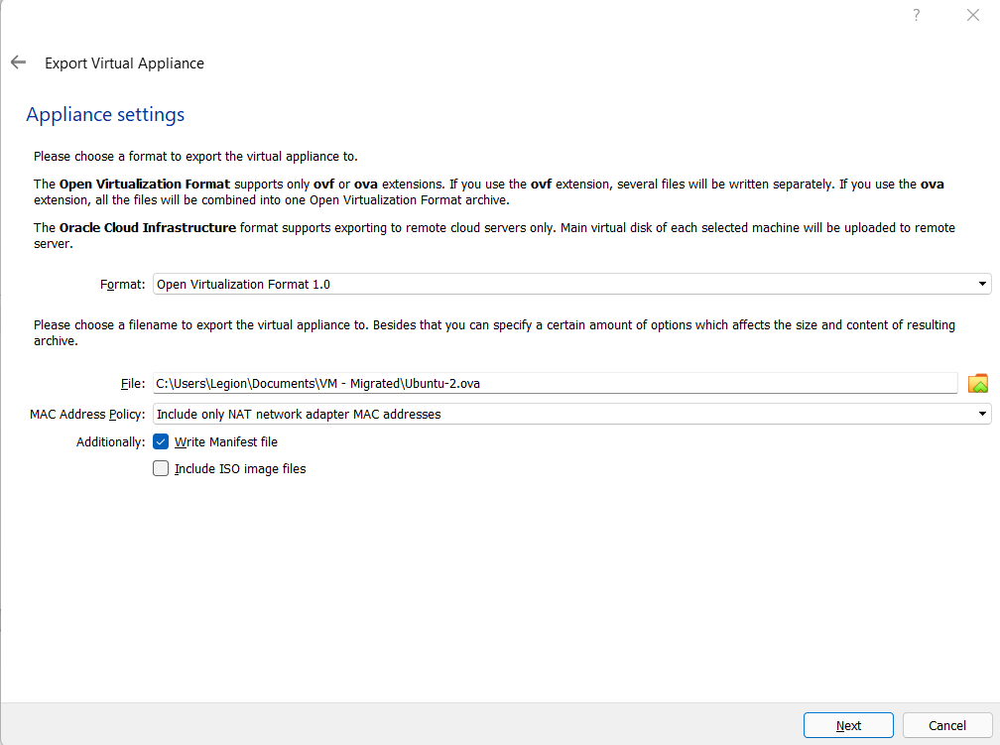 ?
Export Virtual Appliance
Appliance settings
Please choose a format to export the virtual appliance to.
The Open Virtualization Format supports only ovf or ova extensions. If you use the ovf extension, several files will be written separately. If you use the ova
extension, all the files will be combined into one Open Virtualization Format archive.
The Oracle Cloud Infrastructure format supports exporting to remote cloud servers only. Main virtual disk of each selected machine will be uploaded to remote
server.
Format: Open Virtualization Format 1.0
Please choose a filename to export the virtual appliance to. Besides that you can specify a certain amount of options which affects the size and content of resulting
archive.
File: C:\Users\Legion\Documents\VM - Migrated\Ubuntu-2.ova
MAC Address Policy: Include only NAT network adapter MAC addresses
Additionally: Write Manifest file
Include ISO image files
Next Cancel